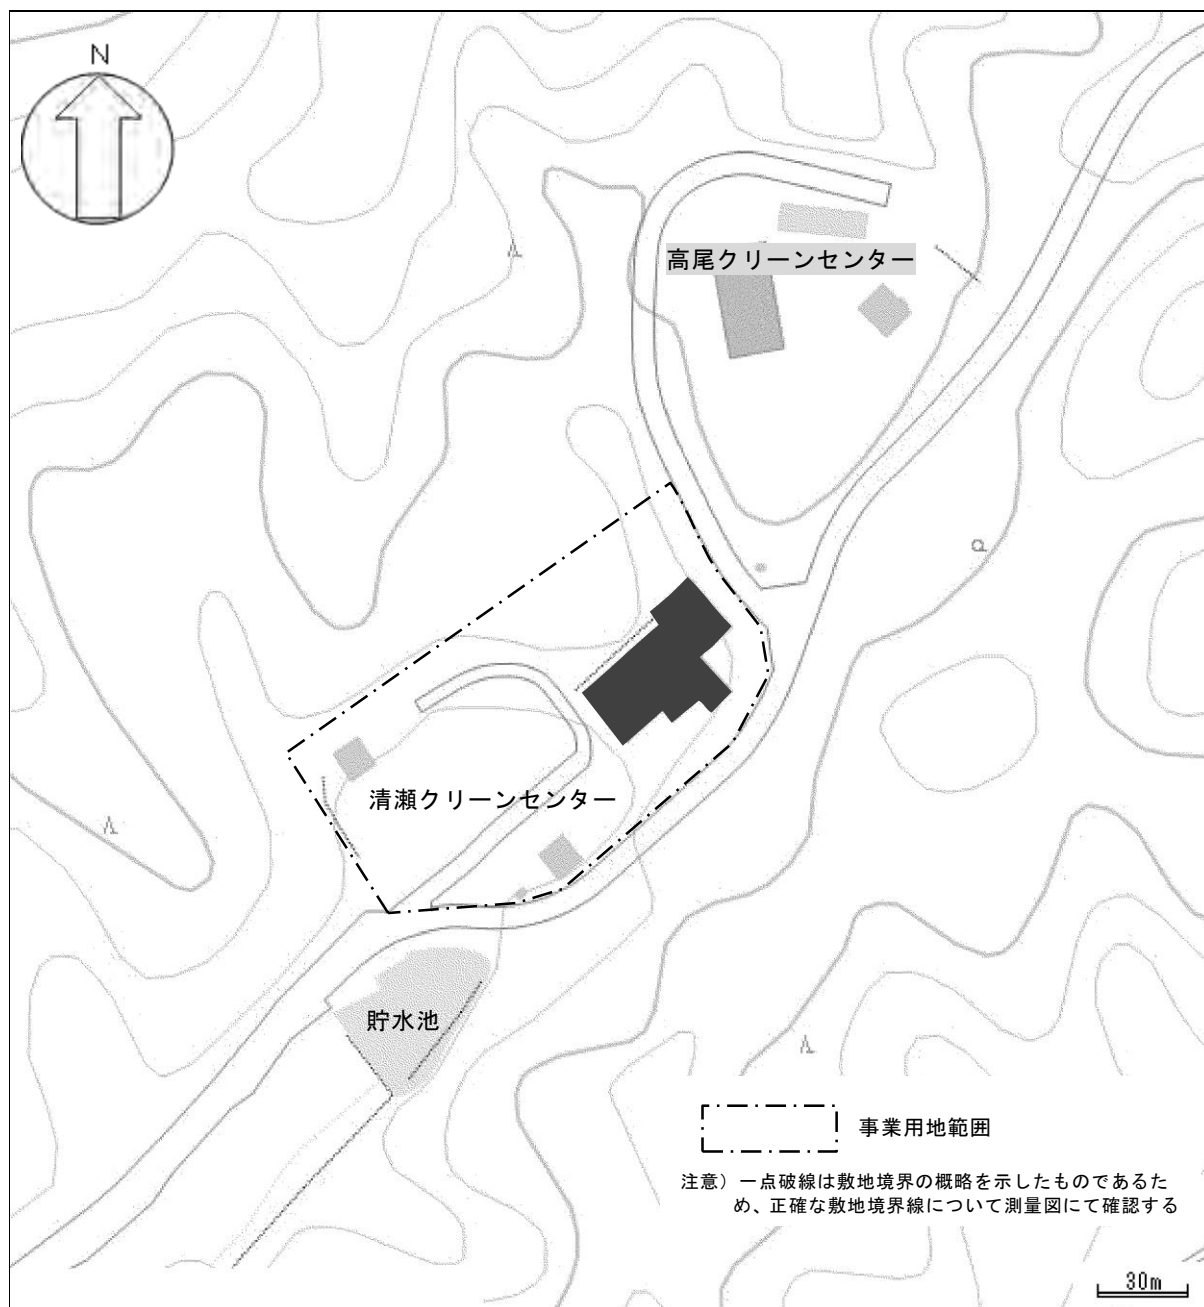 N
高尾クリーンセンター
清瀬クリーンセンター
貯水池
事業用地範囲
注意）一点破線は敷地境界の概略を示したものであるた
め、正確な敷地境界線について測量図にて確認する
30m